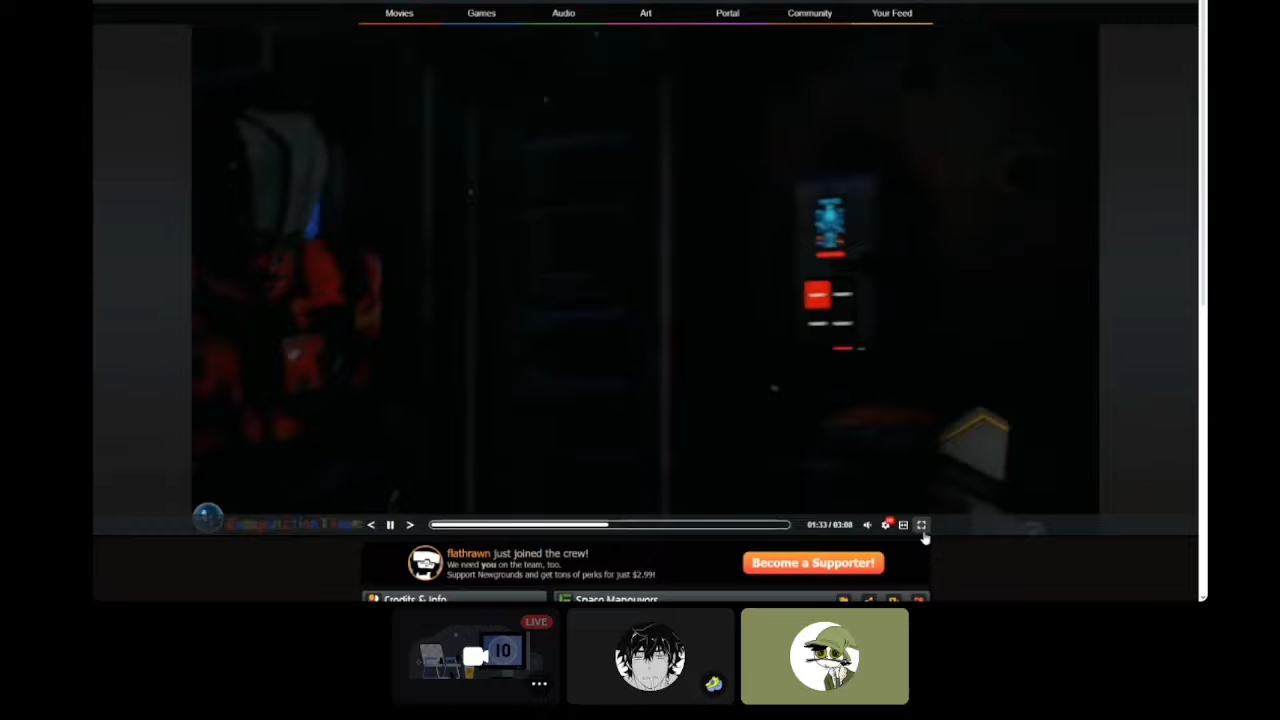 Movies
Games
Audio
Art
Portal
Community
Your Feed
01:33 / 03:08
flathrawn just joined the crew!
We need you on the team, too.
Support Newgrounds and get tons of perks for just $2.99!
Become a Supporter!
Credits & Info
Space Manouvors
LIVE
10